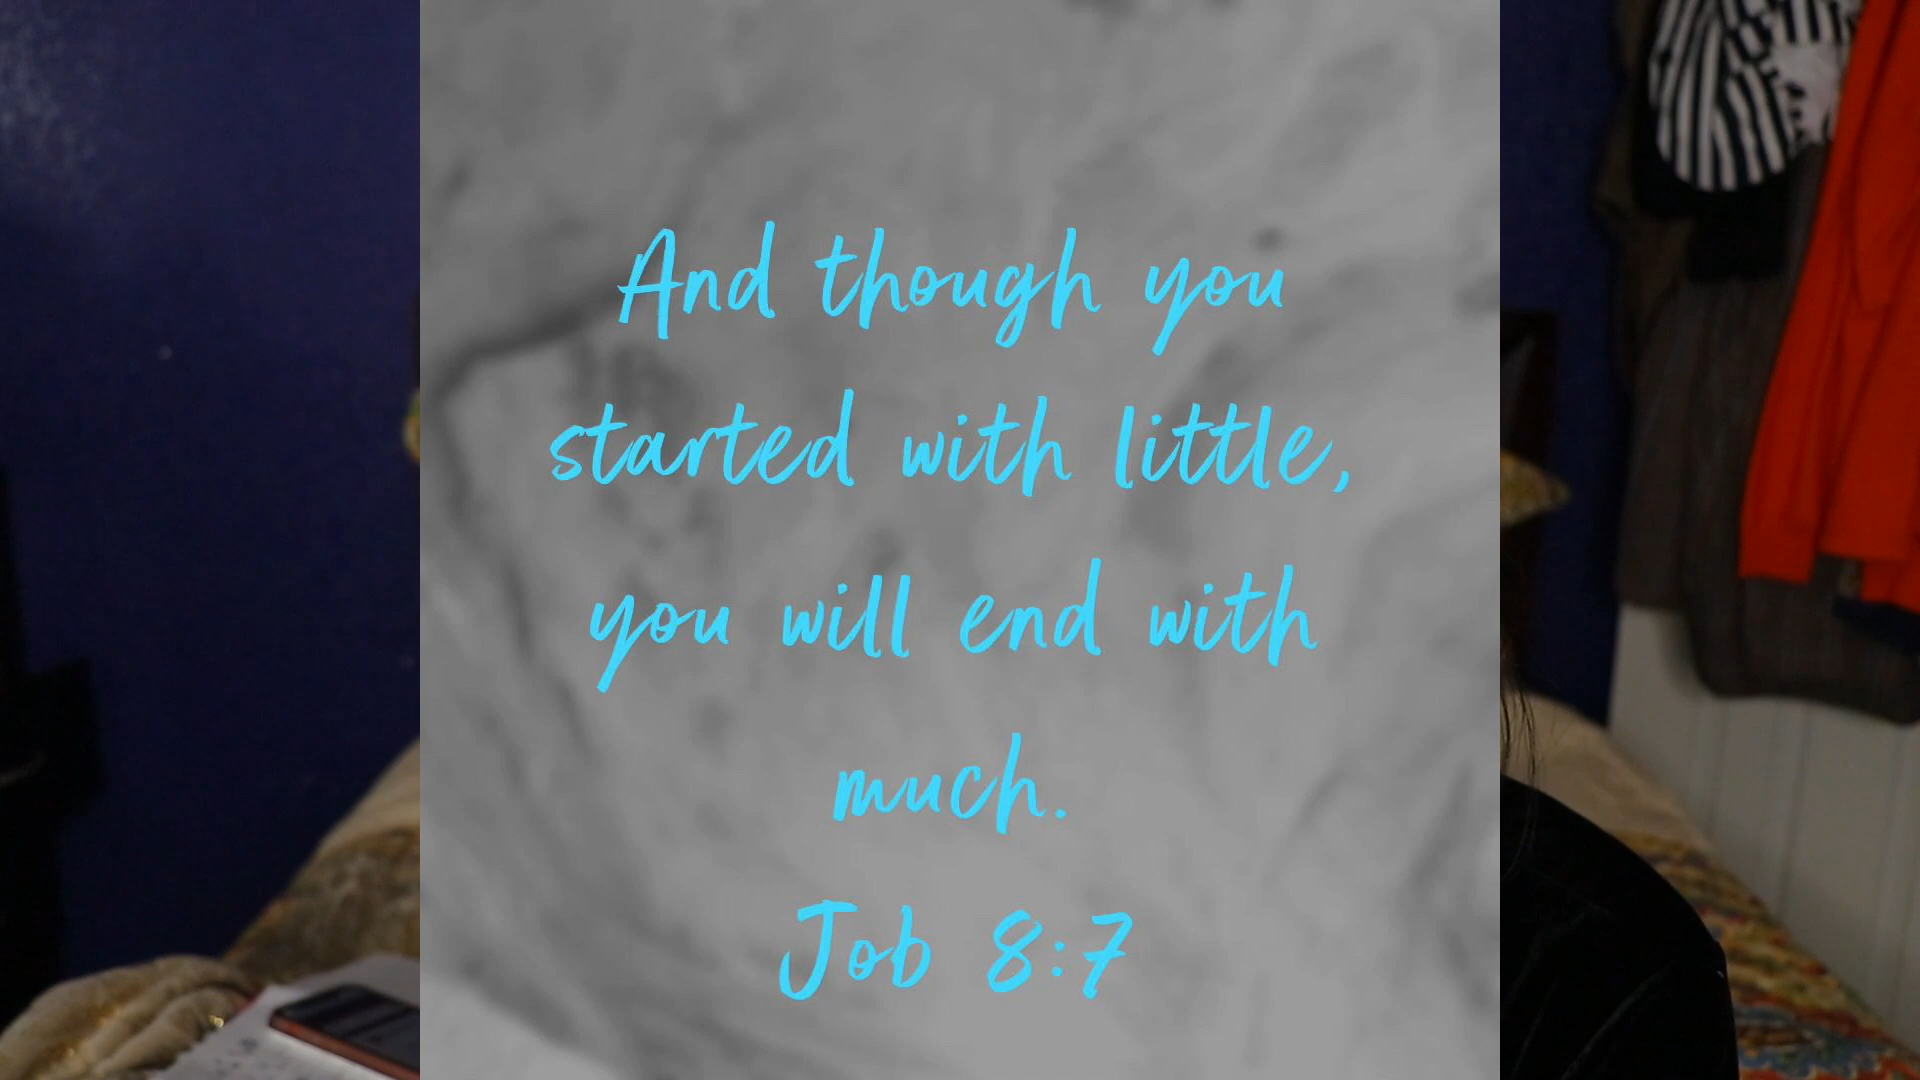 And though you
started with little,
you will end with
much.
Job 8:7